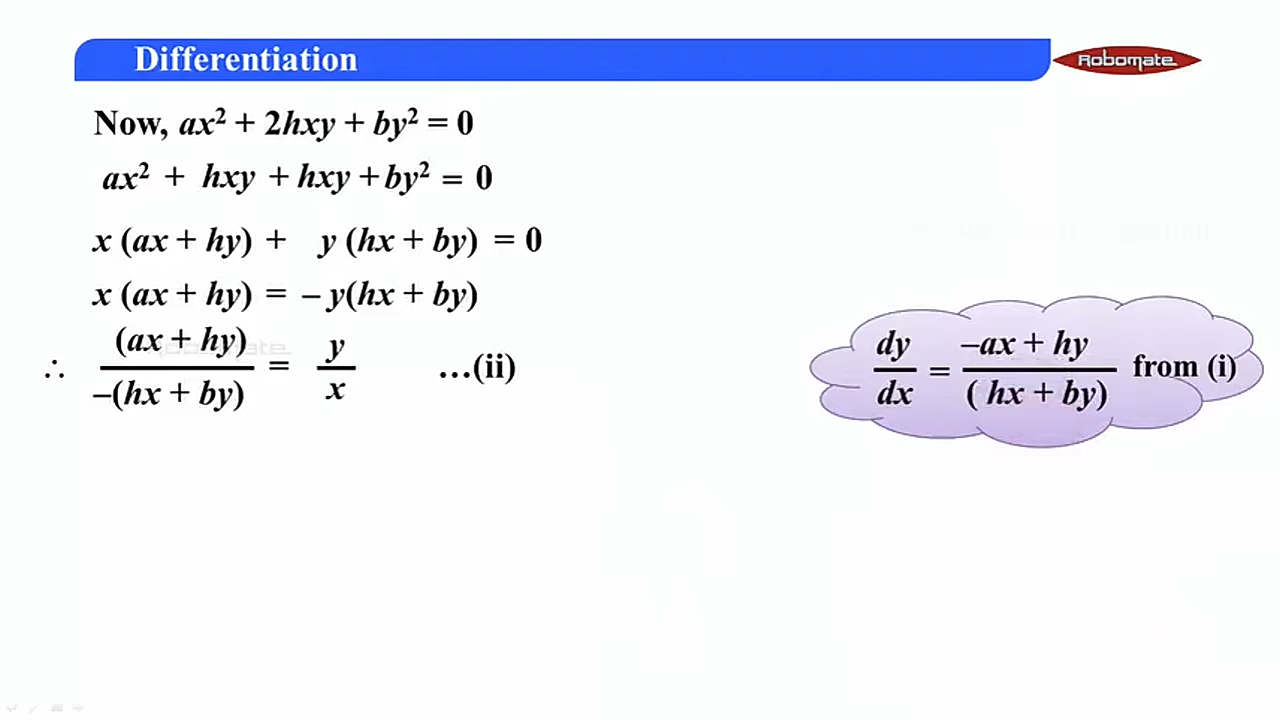 Differentiation
Robomate
Now, ax² + 2hxy + by² = 0
ax² + hxy + hxy + by² = 0
x (ax + hy) + y (hx + by) = 0
x (ax + hy) = – y(hx + by)
∴ (ax + hy) / –(hx + by) = y / x …(ii)
dy / dx = –ax + hy / ( hx + by) from (i)
Robomate